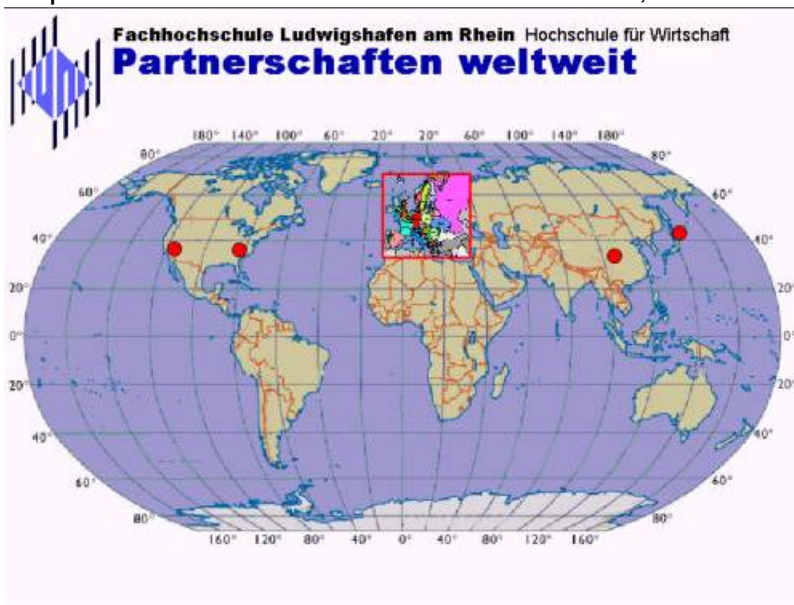 Fachhochschule Ludwigshafen am Rhein Hochschule für Wirtschaft
Partnerschaften weltweit
180° 140° 100° 60° 20° 20° 60° 100° 140° 180°
80° 80°
60° 60°
40° 40°
20° 20°
0° 0°
20° 20°
40° 40°
60° 60°
80° 80°
160° 120° 80° 40° 0° 40° 80° 120° 160°